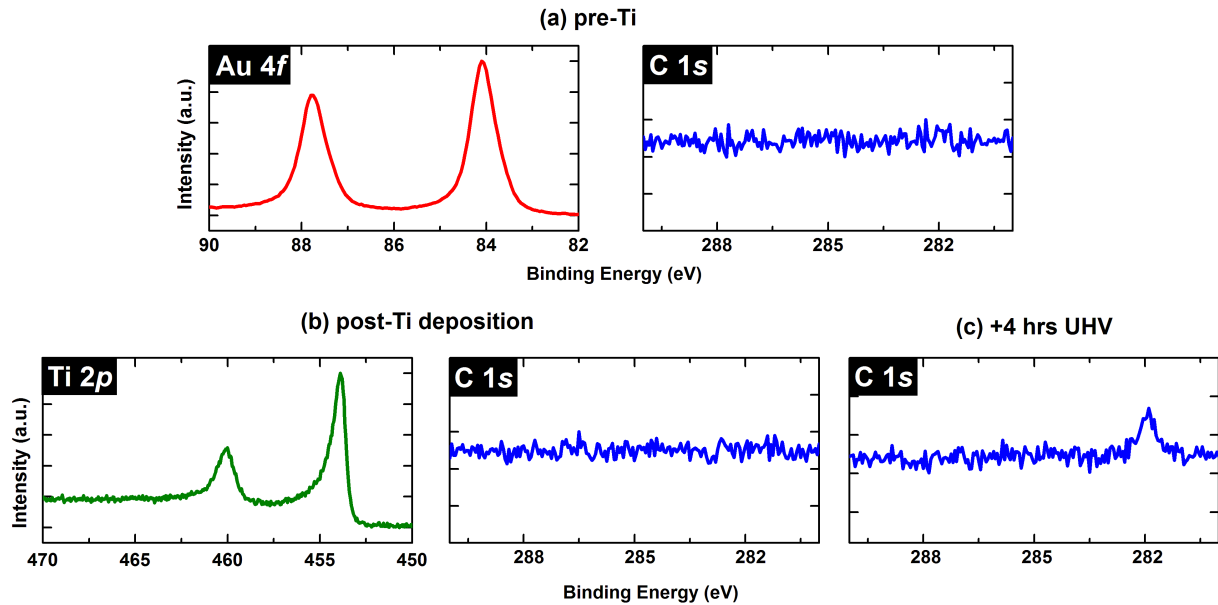 (a) pre-Ti
Au 4f
C 1s
Intensity (a.u.)
90 88 86 84 82
288 285 282
Binding Energy (eV)
(b) post-Ti deposition
(c) +4 hrs UHV
Ti 2p
C 1s
C 1s
Intensity (a.u.)
470 465 460 455 450
288 285 282
288 285 282
Binding Energy (eV)